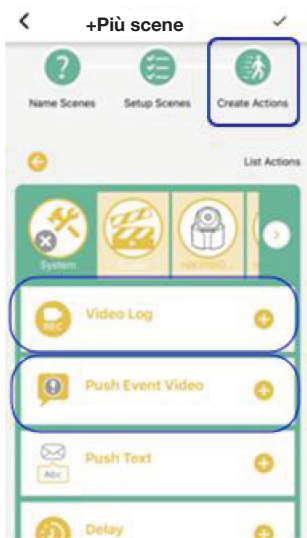 +Più scene
?
Name Scenes Setup Scenes Create Actions
List Actions
System
REC Video Log
Push Event Video
Push Text
Abc
Delay